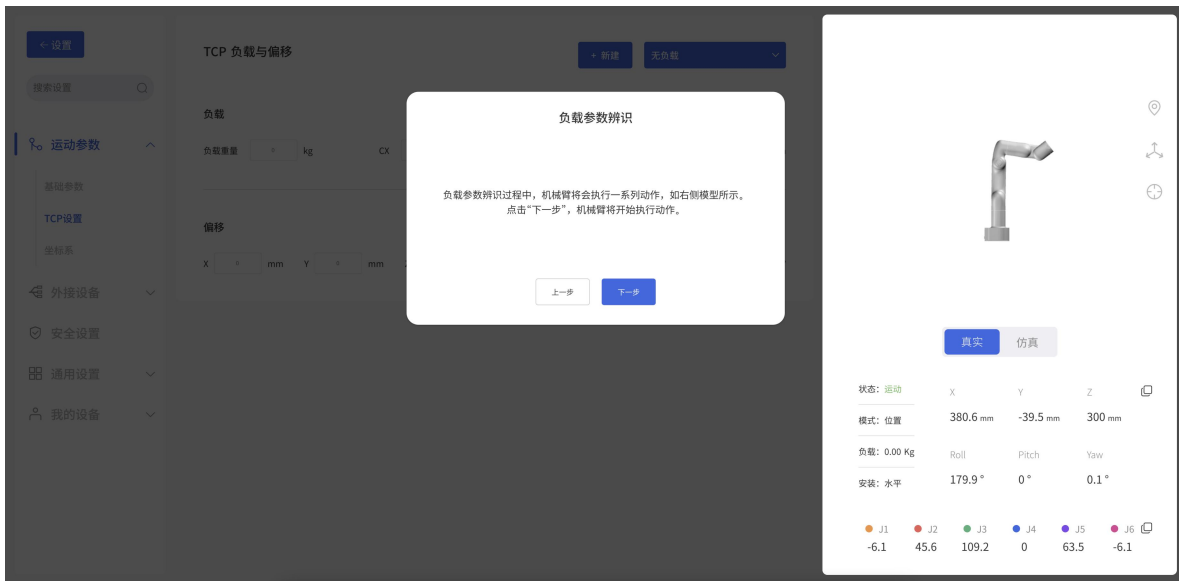 ←设置
搜索设置
运动参数
基础参数
TCP设置
坐标系
外接设备
安全设置
通用设置
我的设备
TCP 负载与偏移
+ 新建
无负载
负载
负载重量 kg CX
偏移
X mm Y mm
负载参数辨识
负载参数辨识过程中，机械臂将会执行一系列动作，如右侧模型所示。
点击“下一步”，机械臂将开始执行动作。
上一步 下一步
真实 仿真
状态：运动
模式：位置
负载：0.00 Kg
安装：水平
X Y Z
380.6 mm -39.5 mm 300 mm
Roll Pitch Yaw
179.9 ° 0 ° 0.1 °
J1 J2 J3 J4 J5 J6
-6.1 45.6 109.2 0 63.5 -6.1